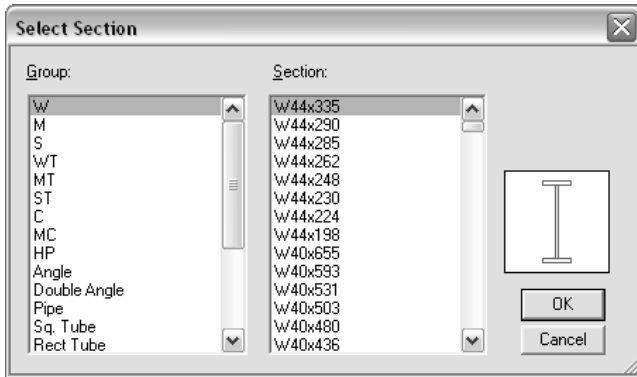 Select Section
Group:
W
M
S
WT
MT
ST
C
MC
HP
Angle
Double Angle
Pipe
Sq. Tube
Rect Tube
Section:
W44x335
W44x290
W44x285
W44x262
W44x248
W44x230
W44x224
W44x198
W40x655
W40x593
W40x531
W40x503
W40x480
W40x436
OK
Cancel